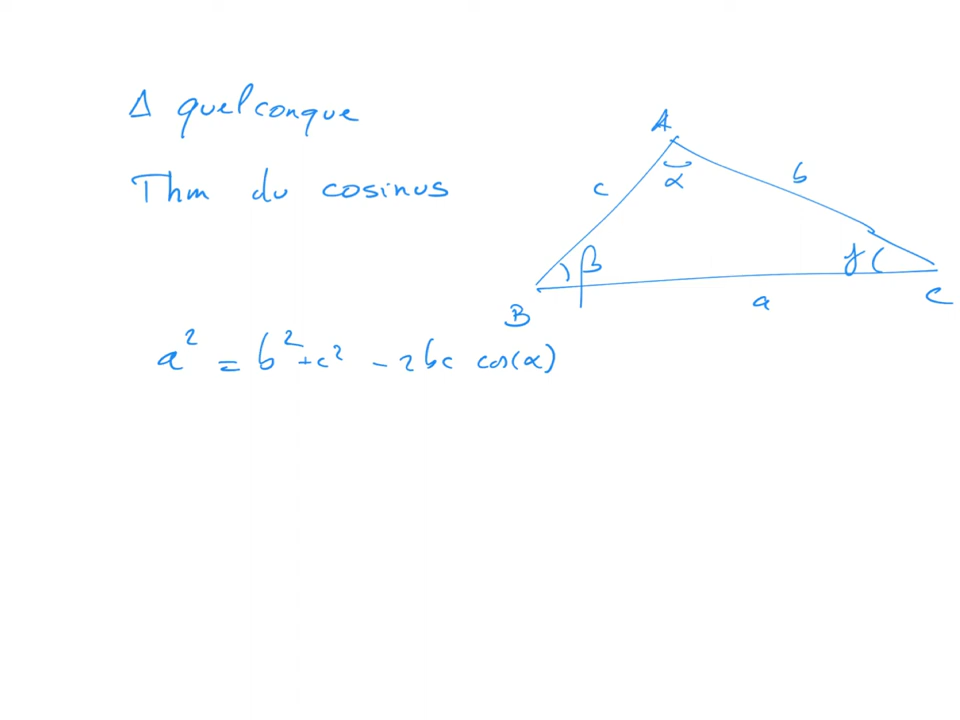 Δ quelconque
Thm du cosinus
A
c
α
b
β
γ
B
a
C
a² = b² + c² - 2bc cos(α)